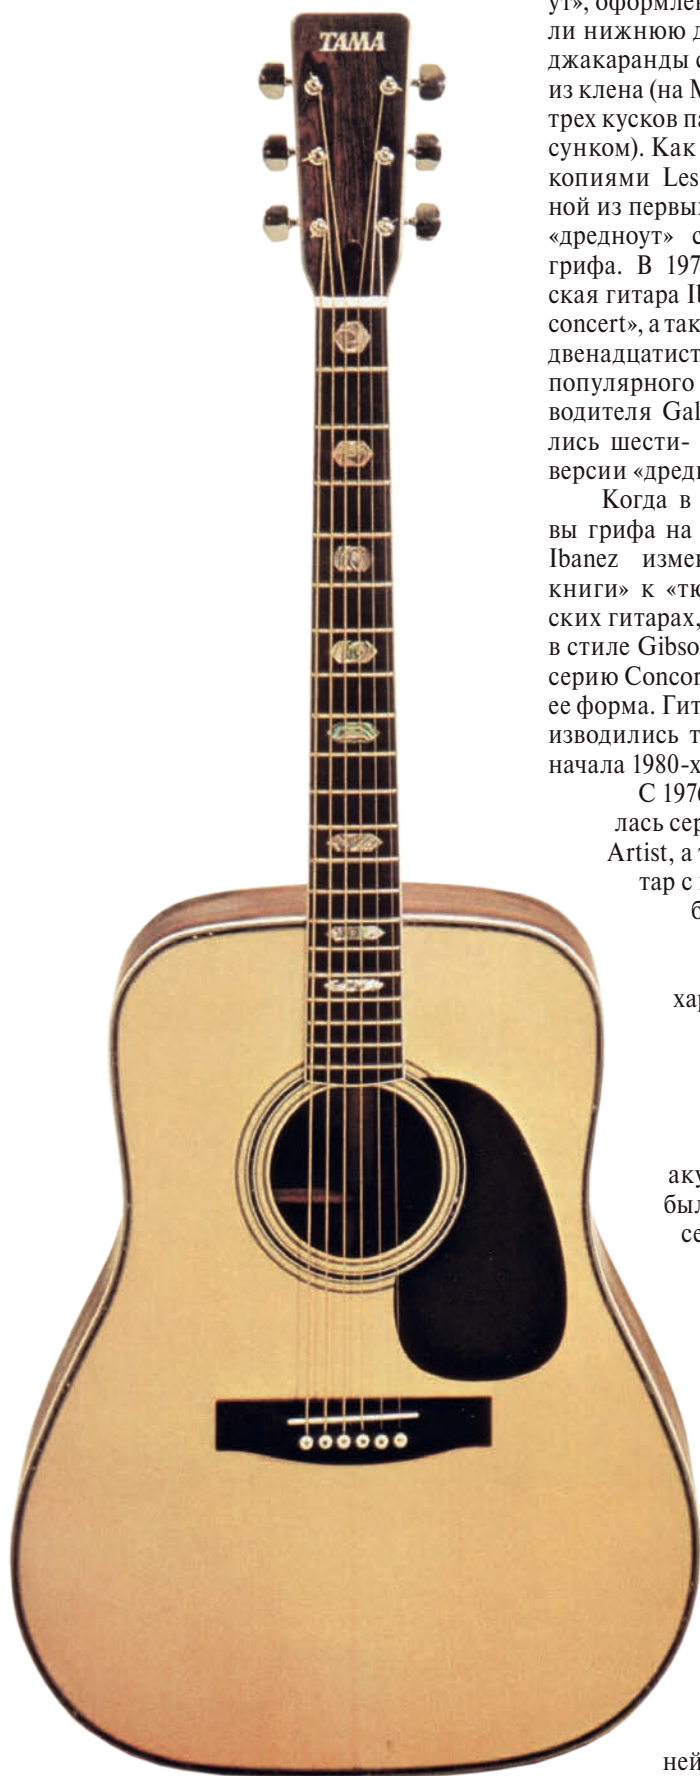 TAMA
ут», оформлен
ли нижнюю д
джакаранды с
из клена (на М
трех кусков па
сунком). Как
копиями Les
ной из первых
«дредноут» с
грифа. В 197
ская гитара Ib
concert», а так
двенадцатист
популярного
водителя Gal
лись шести-
версии «дредн
Когда в
вы грифа на
Ibanez измен
книги» к «тю
ских гитарах,
в стиле Gibso
серию Concor
ее форма. Гит
изводились т
начала 1980-х
С 1976
лась сер
Artist, а т
тар с
б
хар
аку
был
се
ней